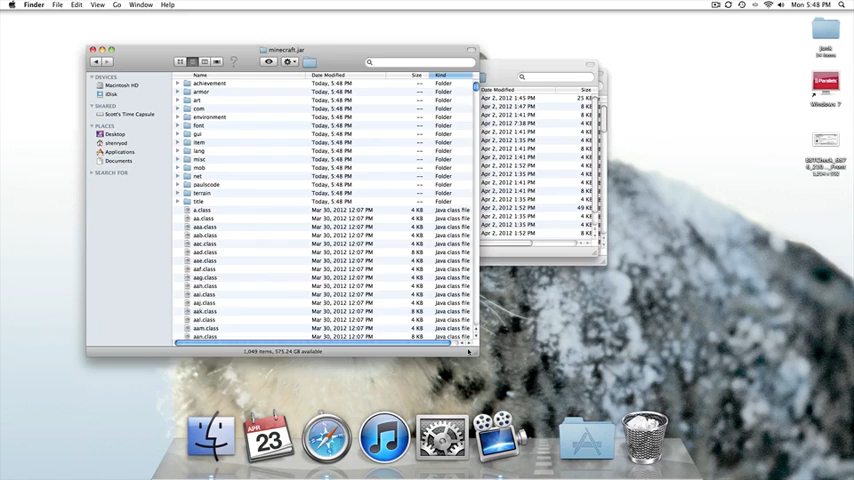 Finder File Edit View Go Window Help Mon 5:48 PM
minecraft.jar
Name Date Modified Size Kind
DEVICES
Macintosh HD
iDisk
SHARED
Scott's Time Capsule
PLACES
Desktop
shenryod
Applications
Documents
SEARCH FOR
achievement Today, 5:48 PM -- Folder
armor Today, 5:48 PM -- Folder
art Today, 5:48 PM -- Folder
com Today, 5:48 PM -- Folder
environment Today, 5:48 PM -- Folder
font Today, 5:48 PM -- Folder
gui Today, 5:48 PM -- Folder
item Today, 5:48 PM -- Folder
lang Today, 5:48 PM -- Folder
misc Today, 5:48 PM -- Folder
mob Today, 5:48 PM -- Folder
net Today, 5:48 PM -- Folder
paulscode Today, 5:48 PM -- Folder
terrain Today, 5:48 PM -- Folder
title Today, 5:48 PM -- Folder
a.class Mar 30, 2012 12:07 PM 4 KB Java class file
aa.class Mar 30, 2012 12:07 PM 4 KB Java class file
aaa.class Mar 30, 2012 12:07 PM 4 KB Java class file
aab.class Mar 30, 2012 12:07 PM 4 KB Java class file
aac.class Mar 30, 2012 12:07 PM 4 KB Java class file
aad.class Mar 30, 2012 12:07 PM 8 KB Java class file
aae.class Mar 30, 2012 12:07 PM 4 KB Java class file
aaf.class Mar 30, 2012 12:07 PM 4 KB Java class file
aag.class Mar 30, 2012 12:07 PM 4 KB Java class file
aah.class Mar 30, 2012 12:07 PM 4 KB Java class file
aai.class Mar 30, 2012 12:07 PM 4 KB Java class file
aaj.class Mar 30, 2012 12:07 PM 4 KB Java class file
aak.class Mar 30, 2012 12:07 PM 8 KB Java class file
aal.class Mar 30, 2012 12:07 PM 8 KB Java class file
aam.class Mar 30, 2012 12:07 PM 4 KB Java class file
aan.class Mar 30, 2012 12:07 PM 8 KB Java class file
1,049 items, 575.24 GB available
Date Modified Size
Apr 2, 2012 1:45 PM 25 KB
Apr 2, 2012 1:47 PM 8 KB
Apr 2, 2012 1:41 PM 8 KB
Apr 2, 2012 7:38 PM 4 KB
Apr 2, 2012 1:41 PM 4 KB
Apr 2, 2012 1:35 PM 4 KB
Apr 2, 2012 1:41 PM 4 KB
Apr 2, 2012 1:41 PM 8 KB
Apr 2, 2012 1:35 PM 4 KB
Apr 2, 2012 1:52 PM 4 KB
Apr 2, 2012 1:41 PM 4 KB
Apr 2, 2012 1:41 PM 4 KB
Apr 2, 2012 1:35 PM 4 KB
Apr 2, 2012 1:52 PM 49 KB
Apr 2, 2012 1:35 PM 4 KB
Apr 2, 2012 1:35 PM 4 KB
Apr 2, 2012 1:52 PM 8 KB
Junk
Parallels
Windows 7
APR
23